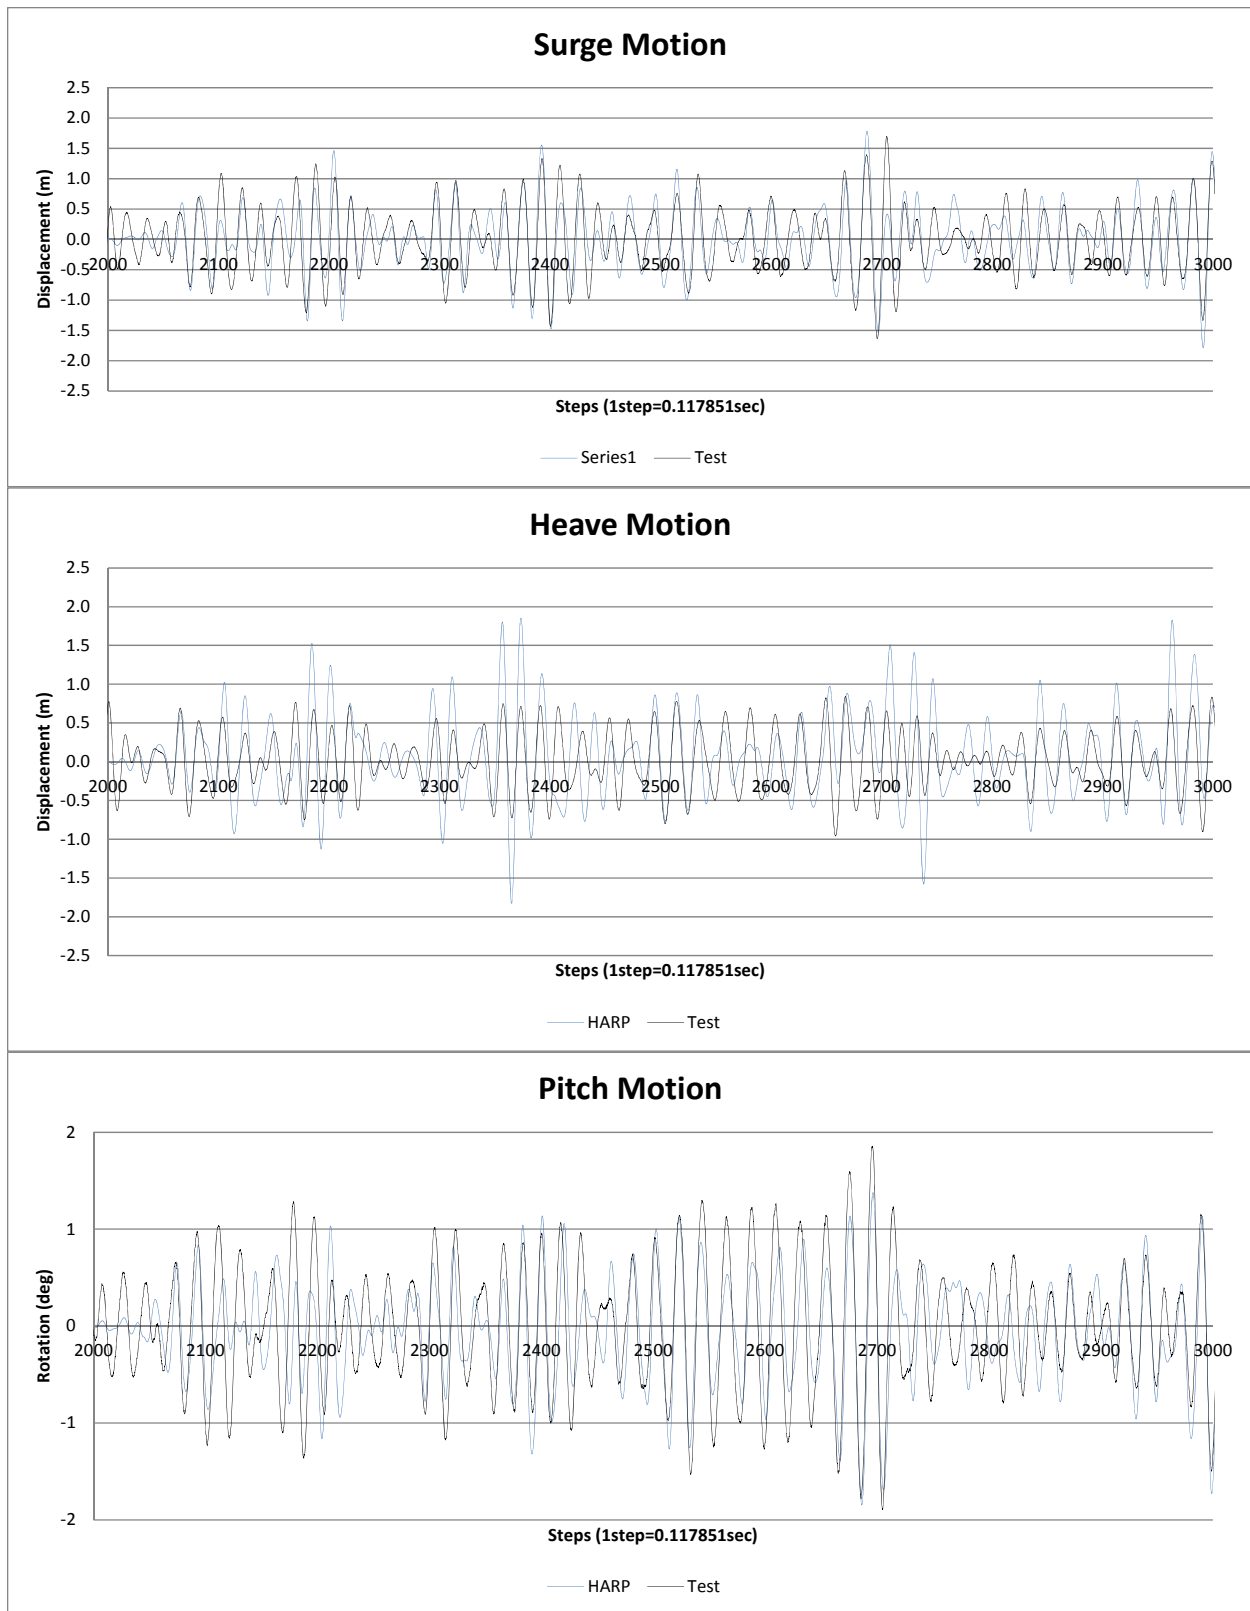 Surge Motion
2.5
2.0
1.5
1.0
0.5
0.0
-0.5
-1.0
-1.5
-2.0
-2.5
Displacement (m)
2000 2100 2200 2300 2400 2500 2600 2700 2800 2900 3000
Steps (1step=0.117851sec)
Series1 Test
Heave Motion
2.5
2.0
1.5
1.0
0.5
0.0
-0.5
-1.0
-1.5
-2.0
-2.5
Displacement (m)
2000 2100 2200 2300 2400 2500 2600 2700 2800 2900 3000
Steps (1step=0.117851sec)
HARP Test
Pitch Motion
2
1
0
-1
-2
Rotation (deg)
2000 2100 2200 2300 2400 2500 2600 2700 2800 2900 3000
Steps (1step=0.117851sec)
HARP Test